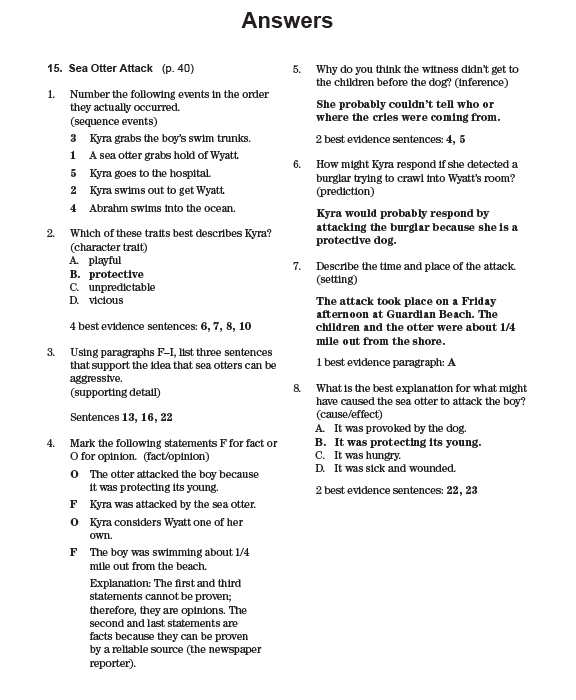 Answers
15. Sea Otter Attack (p. 40)
1. Number the following events in the order
they actually occurred.
(sequence events)
3 Kyra grabs the boy's swim trunks.
1 A sea otter grabs hold of Wyatt.
5 Kyra goes to the hospital.
2 Kyra swims out to get Wyatt.
4 Abrahm swims into the ocean.
2. Which of these traits best describes Kyra?
(character trait)
A. playful
B. protective
C. unpredictable
D. vicious
4 best evidence sentences: 6, 7, 8, 10
3. Using paragraphs F–I, list three sentences
that support the idea that sea otters can be
aggressive.
(supporting detail)
Sentences 13, 16, 22
4. Mark the following statements F for fact or
O for opinion. (fact/opinion)
O The otter attacked the boy because
it was protecting its young.
F Kyra was attacked by the sea otter.
O Kyra considers Wyatt one of her
own.
F The boy was swimming about 1/4
mile out from the beach.
Explanation: The first and third
statements cannot be proven;
therefore, they are opinions. The
second and last statements are
facts because they can be proven
by a reliable source (the newspaper
reporter).
5. Why do you think the witness didn't get to
the children before the dog? (inference)
She probably couldn't tell who or
where the cries were coming from.
2 best evidence sentences: 4, 5
6. How might Kyra respond if she detected a
burglar trying to crawl into Wyatt's room?
(prediction)
Kyra would probably respond by
attacking the burglar because she is a
protective dog.
7. Describe the time and place of the attack.
(setting)
The attack took place on a Friday
afternoon at Guardian Beach. The
children and the otter were about 1/4
mile out from the shore.
1 best evidence paragraph: A
8. What is the best explanation for what might
have caused the sea otter to attack the boy?
(cause/effect)
A. It was provoked by the dog.
B. It was protecting its young.
C. It was hungry.
D. It was sick and wounded.
2 best evidence sentences: 22, 23